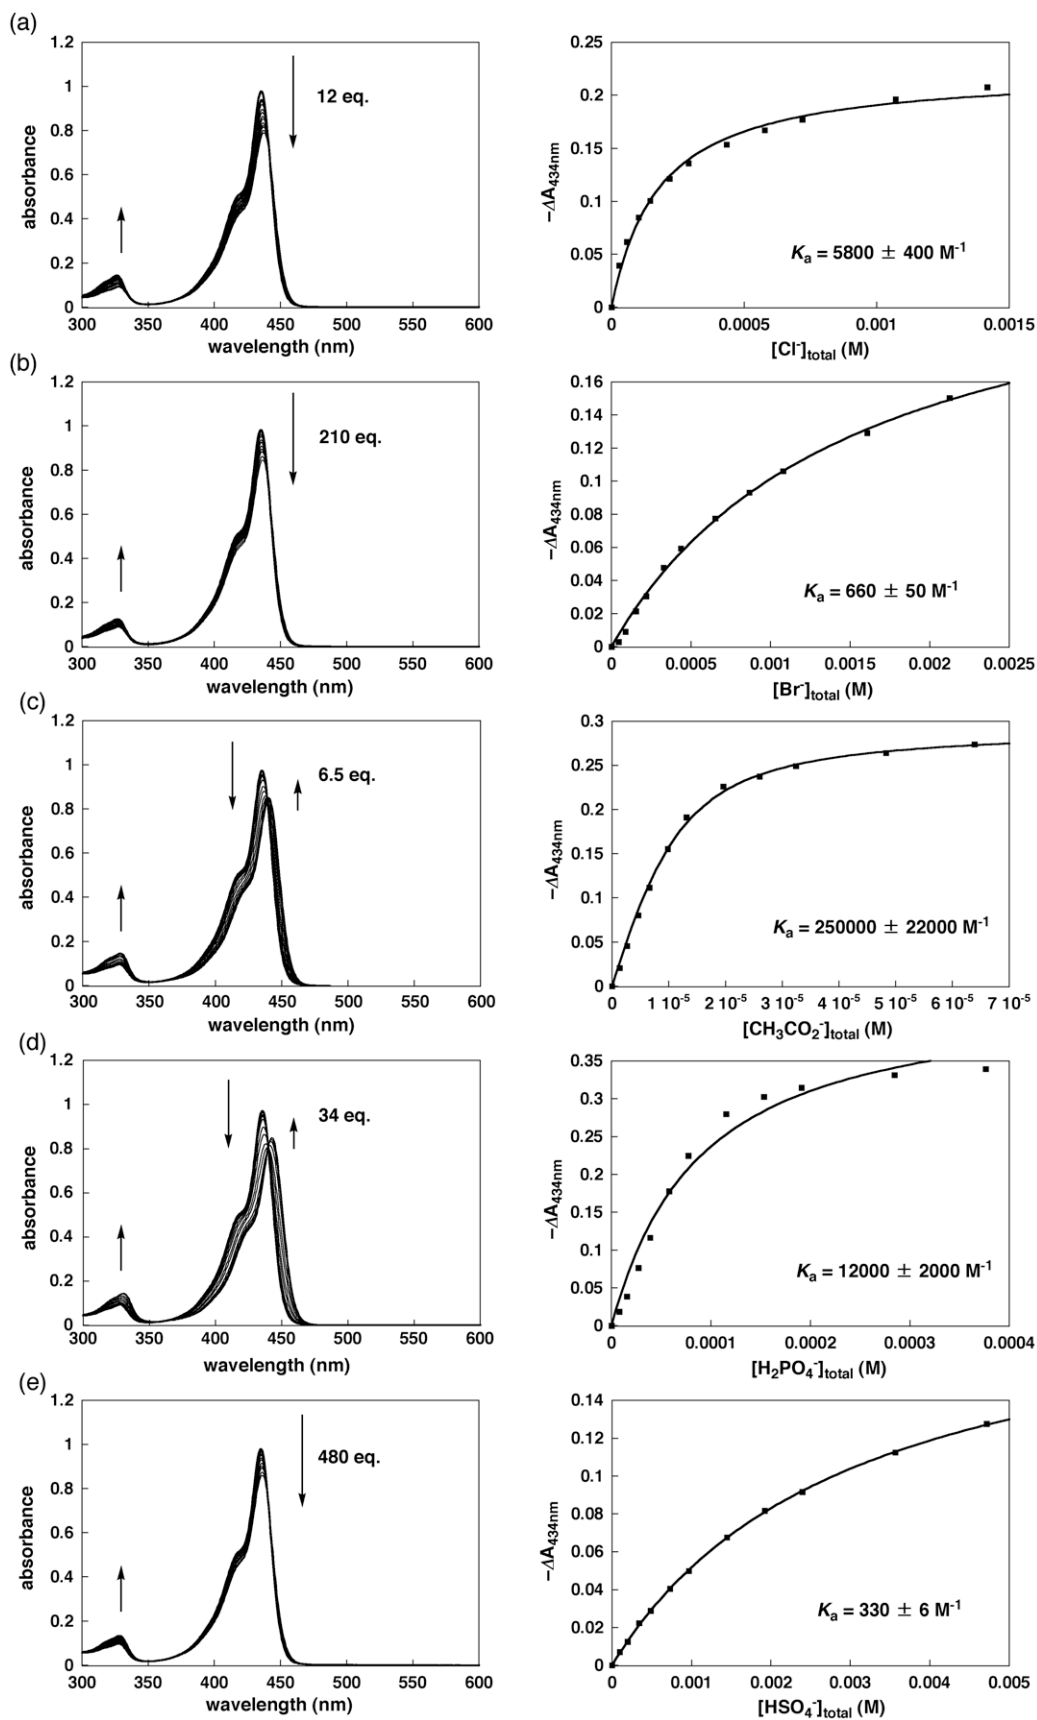 (a)
1.2
1
0.8
0.6
0.4
0.2
0
absorbance
12 eq.
300 350 400 450 500 550 600
wavelength (nm)
0.25
0.2
0.15
0.1
0.05
0
−ΔA434nm
Ka = 5800 ± 400 M-1
0 0.0005 0.001 0.0015
[Cl-]total (M)
(b)
1.2
1
0.8
0.6
0.4
0.2
0
absorbance
210 eq.
300 350 400 450 500 550 600
wavelength (nm)
0.16
0.14
0.12
0.1
0.08
0.06
0.04
0.02
0
−ΔA434nm
Ka = 660 ± 50 M-1
0 0.0005 0.001 0.0015 0.002 0.0025
[Br-]total (M)
(c)
1.2
1
0.8
0.6
0.4
0.2
0
absorbance
6.5 eq.
300 350 400 450 500 550 600
wavelength (nm)
0.3
0.25
0.2
0.15
0.1
0.05
0
−ΔA434nm
Ka = 250000 ± 22000 M-1
0 1 10-5 2 10-5 3 10-5 4 10-5 5 10-5 6 10-5 7 10-5
[CH3CO2-]total (M)
(d)
1.2
1
0.8
0.6
0.4
0.2
0
absorbance
34 eq.
300 350 400 450 500 550 600
wavelength (nm)
0.35
0.3
0.25
0.2
0.15
0.1
0.05
0
−ΔA434nm
Ka = 12000 ± 2000 M-1
0 0.0001 0.0002 0.0003 0.0004
[H2PO4-]total (M)
(e)
1.2
1
0.8
0.6
0.4
0.2
0
absorbance
480 eq.
300 350 400 450 500 550 600
wavelength (nm)
0.14
0.12
0.1
0.08
0.06
0.04
0.02
0
−ΔA434nm
Ka = 330 ± 6 M-1
0 0.001 0.002 0.003 0.004 0.005
[HSO4-]total (M)